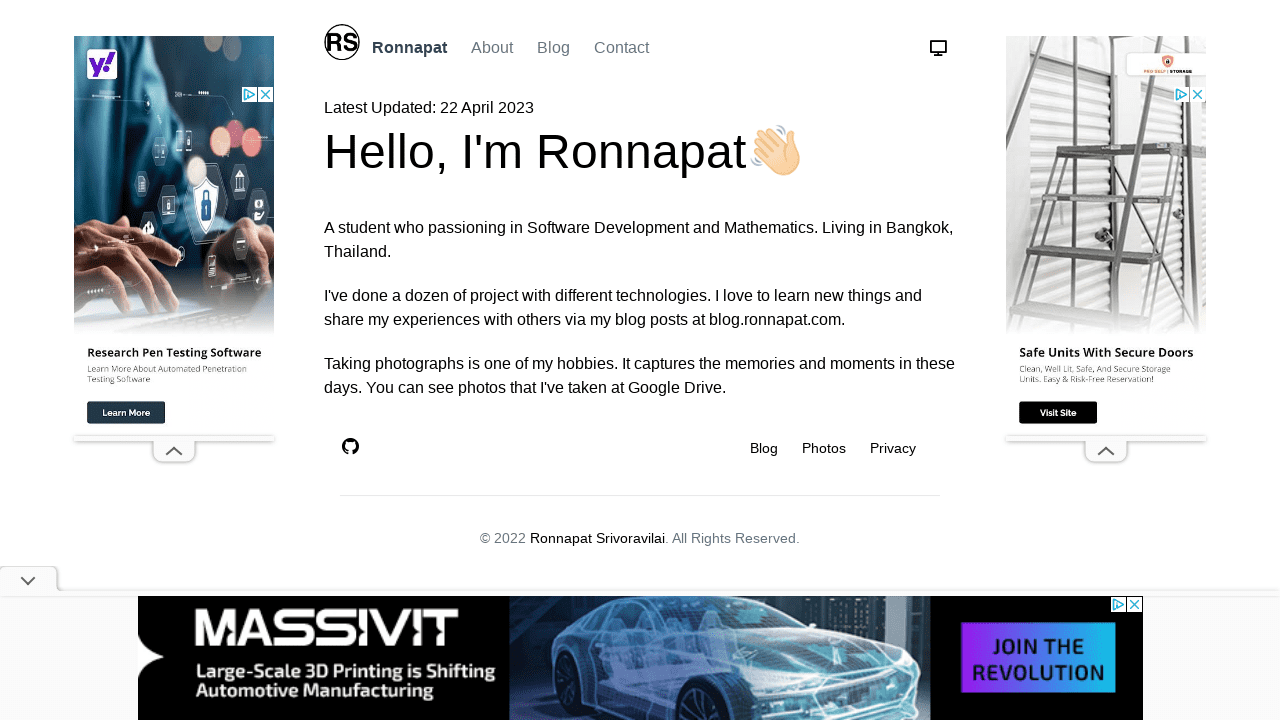 RS
Ronnapat
About
Blog
Contact
Latest Updated: 22 April 2023
Hello, I'm Ronnapat👋🏻
A student who passioning in Software Development and Mathematics. Living in Bangkok,
Thailand.
I've done a dozen of project with different technologies. I love to learn new things and
share my experiences with others via my blog posts at blog.ronnapat.com.
Taking photographs is one of my hobbies. It captures the memories and moments in these
days. You can see photos that I've taken at Google Drive.
Blog
Photos
Privacy
© 2022 Ronnapat Srivoravilai. All Rights Reserved.
y!
Research Pen Testing Software
Learn More About Automated Penetration
Testing Software
Learn More
PRO SELF | STORAGE
Safe Units With Secure Doors
Clean, Well Lit, Safe, And Secure Storage
Units. Easy & Risk-Free Reservation!
Visit Site
MASSIVIT
Large-Scale 3D Printing is Shifting
Automotive Manufacturing
JOIN THE
REVOLUTION